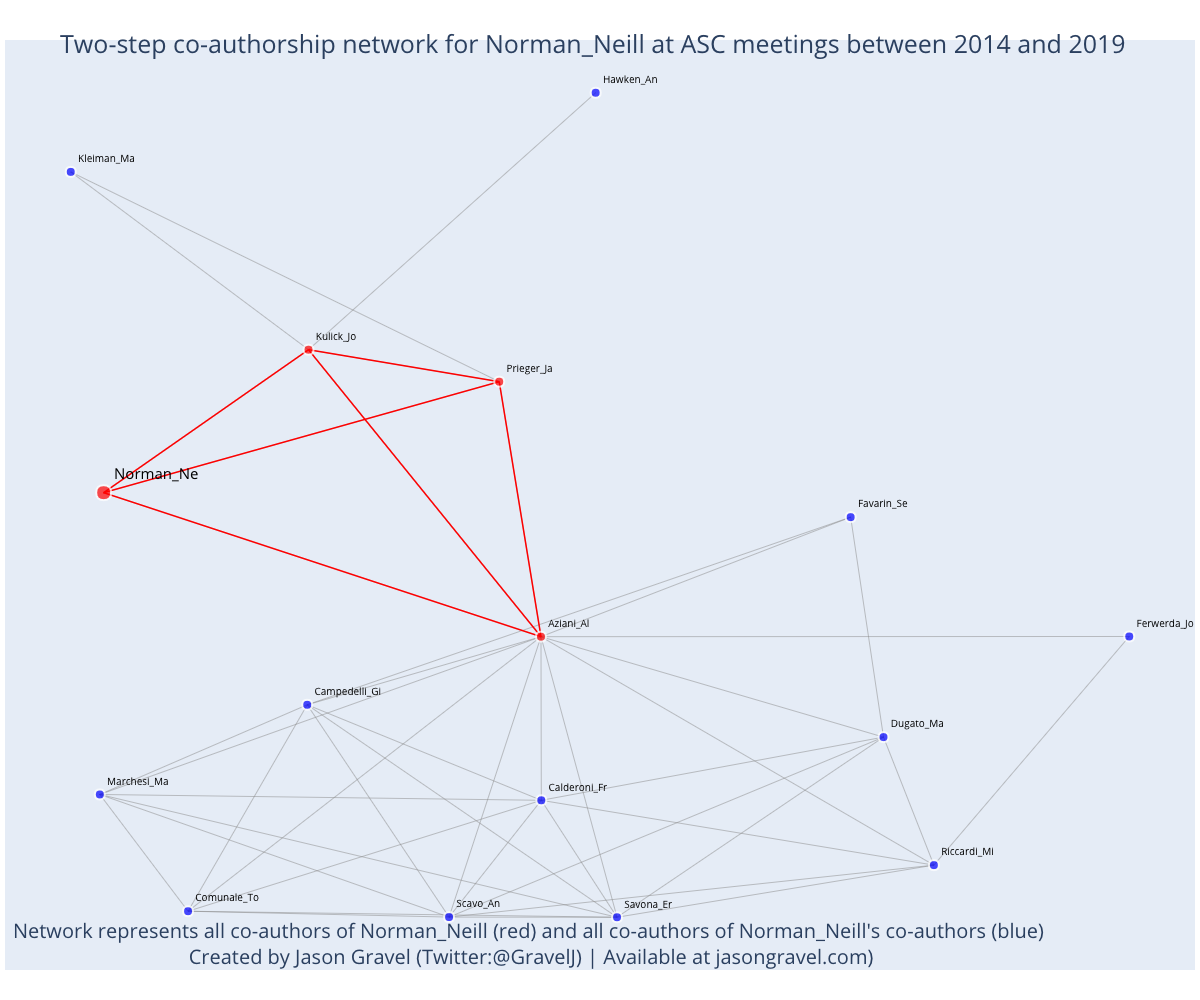 Two-step co-authorship network for Norman_Neill at ASC meetings between 2014 and 2019
Hawken_An
Kleiman_Ma
Kulick_Jo
Prieger_Ja
Norman_Ne
Favarin_Se
Aziani_Al
Ferwerda_Jo
Campedelli_Gi
Dugato_Ma
Marchesi_Ma
Calderoni_Fr
Riccardi_Mi
Comunale_To
Scavo_An
Savona_Er
Network represents all co-authors of Norman_Neill (red) and all co-authors of Norman_Neill's co-authors (blue)
Created by Jason Gravel (Twitter:@GravelJ) | Available at jasongravel.com)